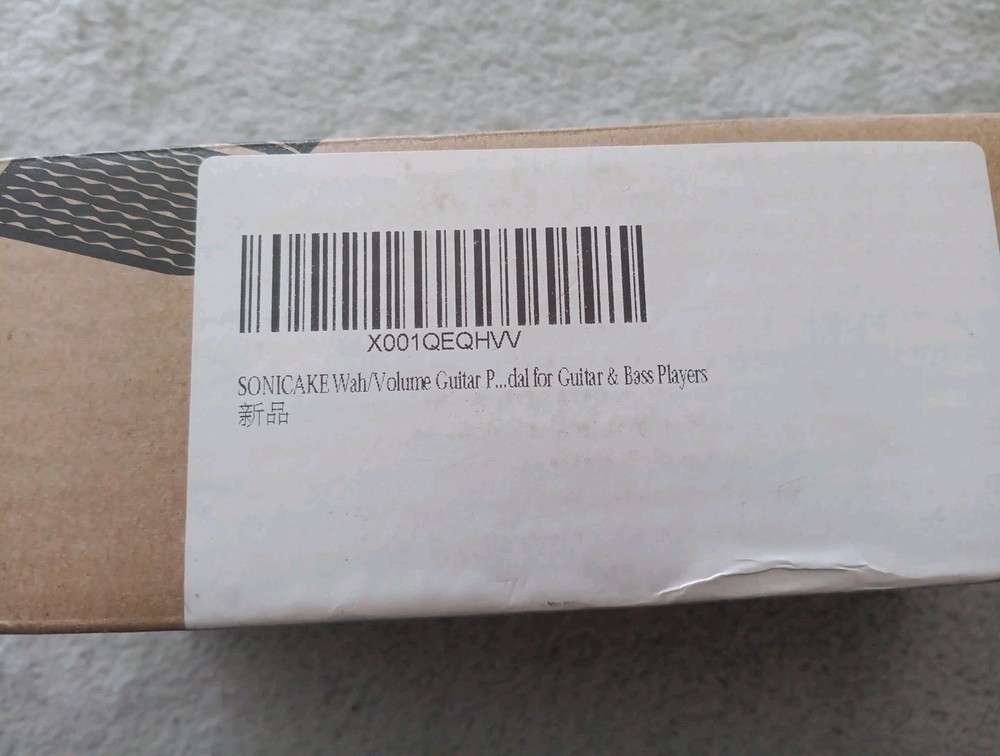 X001QEQHVV
SONICAKE Wah/Volume Guitar P...dal for Guitar & Bass Players
新品